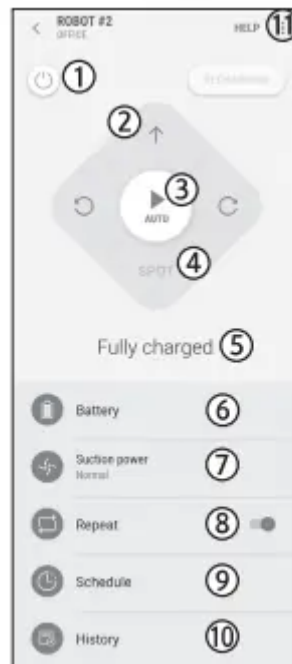 ROBOT #2
OFFICE
HELP
⑪
①
②
③
AUTO
SPOT ④
Fully charged ⑤
Battery ⑥
Suction power
Normal
⑦
Repeat ⑧
Schedule ⑨
History ⑩